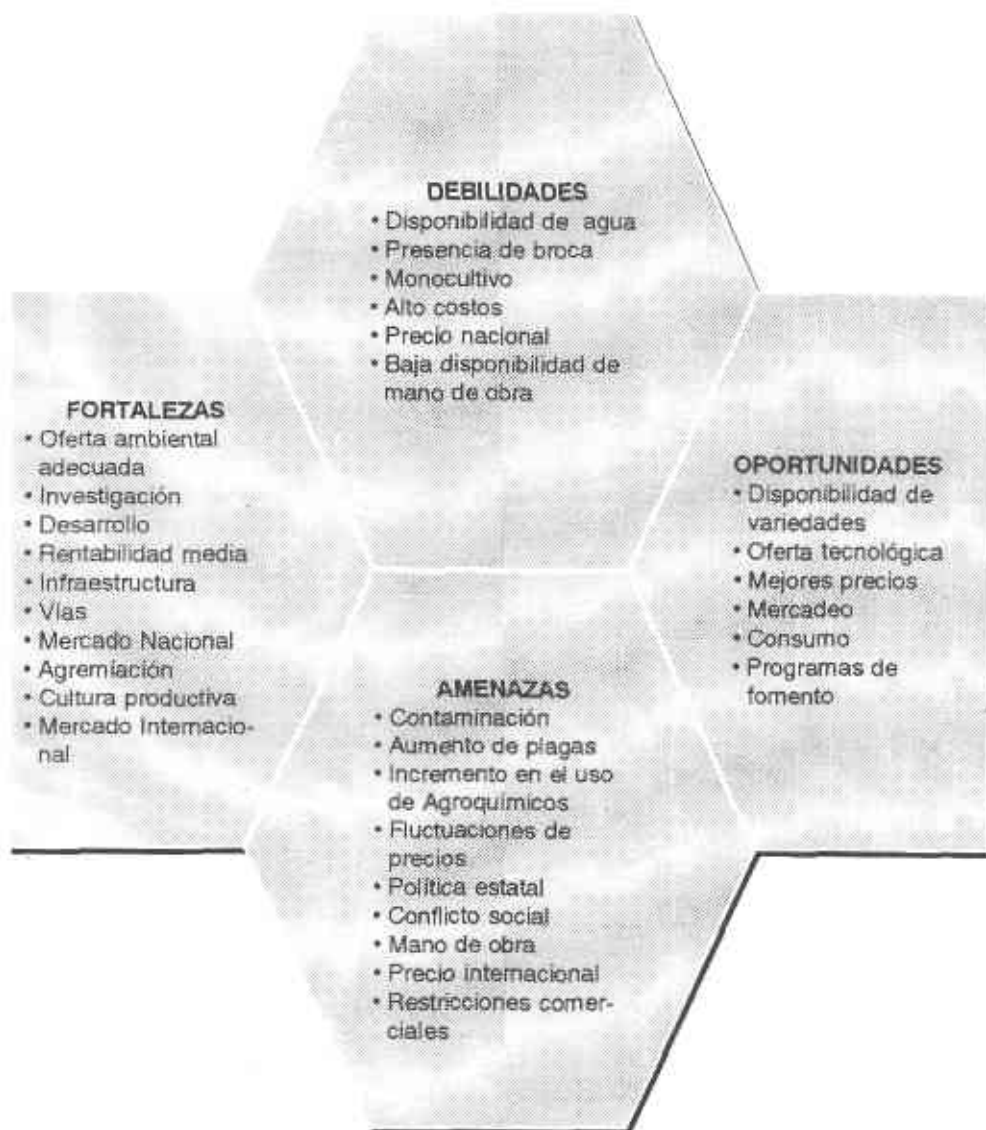 DEBILIDADES
• Disponibilidad de agua
• Presencia de broca
• Monocultivo
• Alto costos
• Precio nacional
• Baja disponibilidad de
mano de obra
FORTALEZAS
• Oferta ambiental
adecuada
• Investigación
• Desarrollo
• Rentabilidad media
• Infraestructura
• Vías
• Mercado Nacional
• Agremiación
• Cultura productiva
• Mercado Internacio-
nal
OPORTUNIDADES
• Disponibilidad de
variedades
• Oferta tecnológica
• Mejores precios
• Mercadeo
• Consumo
• Programas de
fomento
AMENAZAS
• Contaminación
• Aumento de plagas
• Incremento en el uso
de Agroquímicos
• Fluctuaciones de
precios
• Política estatal
• Conflicto social
• Mano de obra
• Precio internacional
• Restricciones comer-
ciales